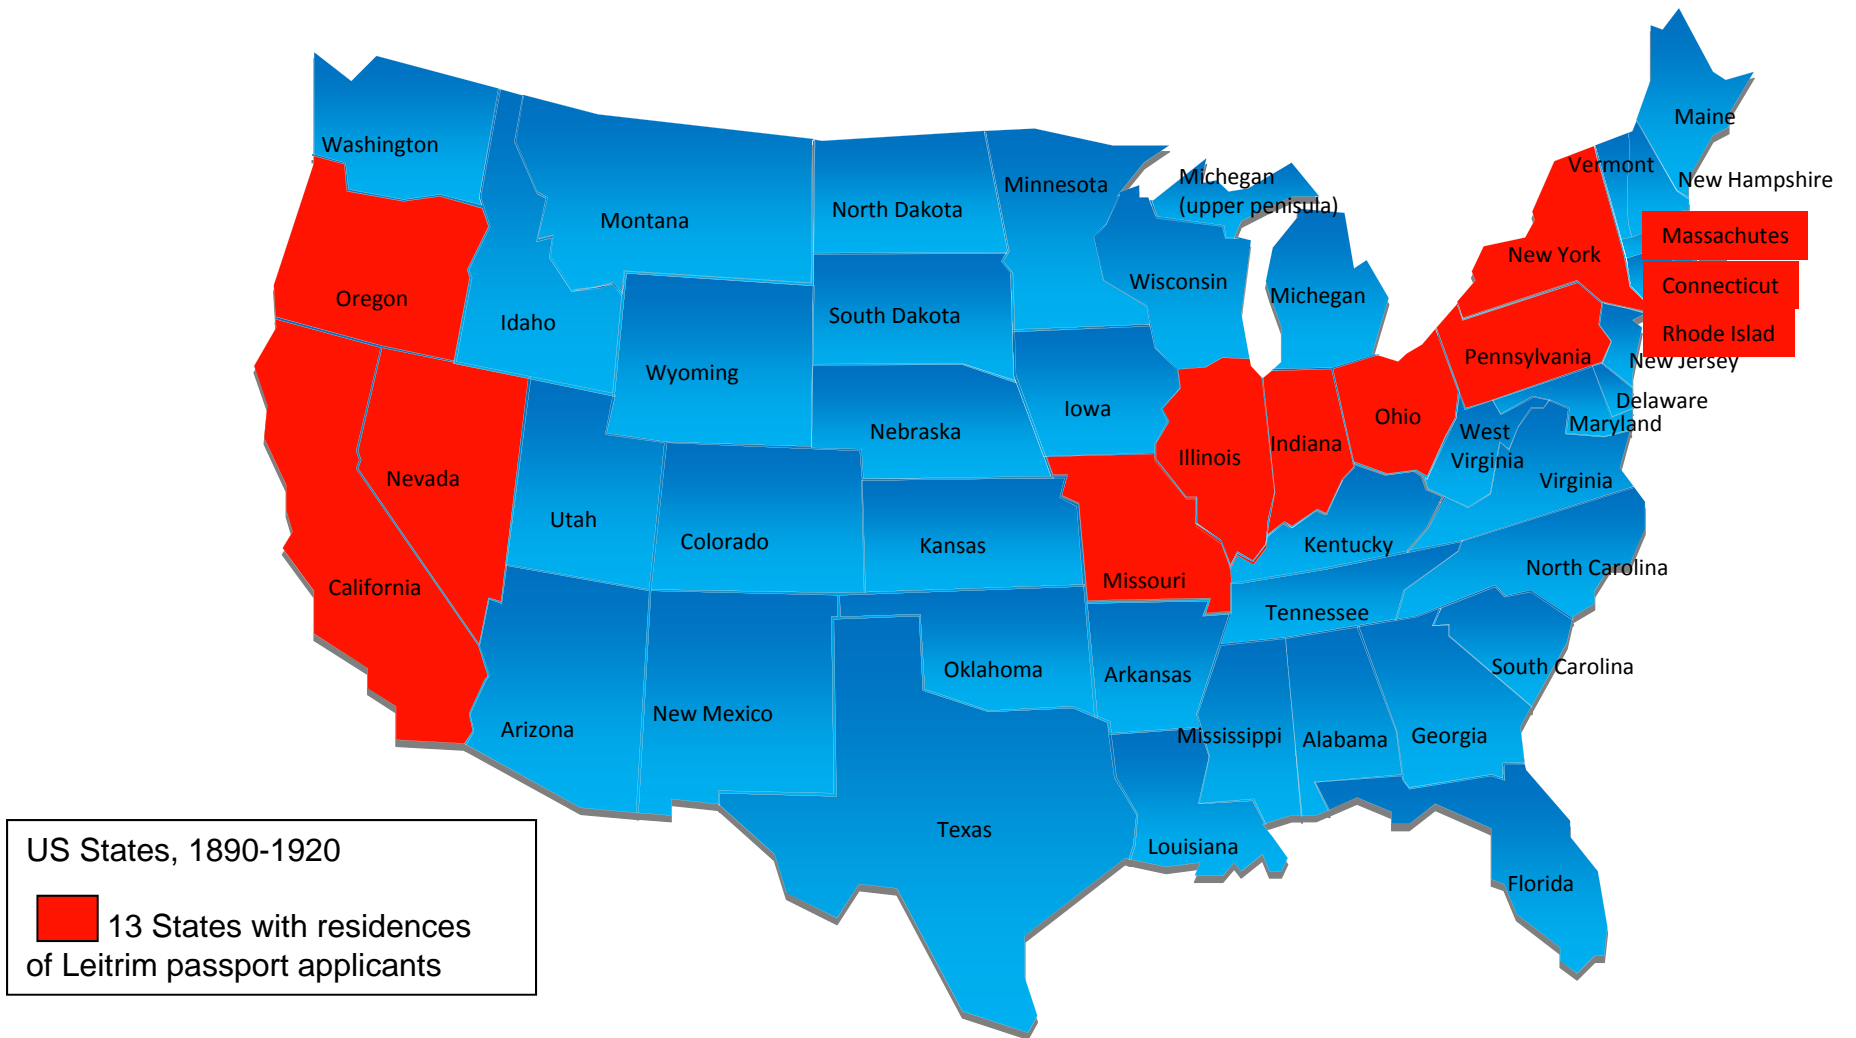 Maine
Washington
Vermont
Michegan
(upper penisula)
New Hampshire
Minnesota
North Dakota
Montana
Massachutes
New York
Wisconsin
Connecticut
Michegan
Oregon
South Dakota
Idaho
Rhode Islad
Pennsylvania
New Jersey
Wyoming
Delaware
Iowa
Ohio
Maryland
Nebraska
West
Virginia
Indiana
Illinois
Nevada
Virginia
Utah
Colorado
Kansas
Kentucky
North Carolina
Missouri
California
Tennessee
South Carolina
Oklahoma
Arkansas
New Mexico
Arizona
Mississippi
Alabama
Georgia
Texas
Louisiana
Florida
US States, 1890-1920
13 States with residences
of Leitrim passport applicants